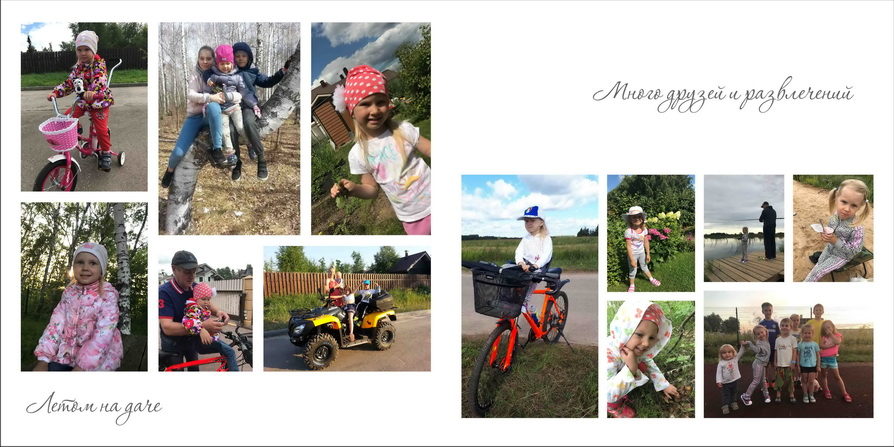 Много друзей и развлечений
Летом на даче